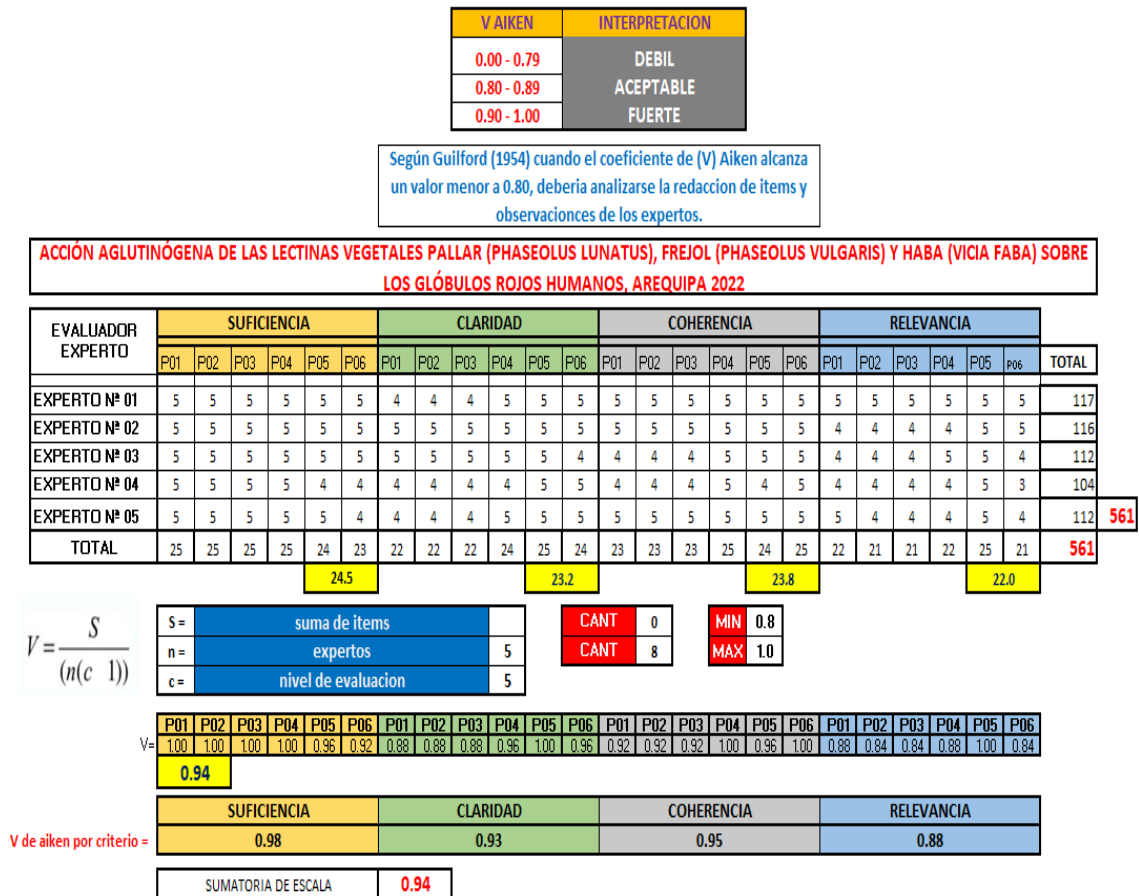 V AIKEN INTERPRETACION
0.00 - 0.79 DEBIL
0.80 - 0.89 ACEPTABLE
0.90 - 1.00 FUERTE
Según Guilford (1954) cuando el coeficiente de (V) Aiken alcanza
un valor menor a 0.80, deberia analizarse la redaccion de items y
observacionces de los expertos.
ACCIÓN AGLUTINÓGENA DE LAS LECTINAS VEGETALES PALLAR (PHASEOLUS LUNATUS), FREJOL (PHASEOLUS VULGARIS) Y HABA (VICIA FABA) SOBRE
LOS GLÓBULOS ROJOS HUMANOS, AREQUIPA 2022
EVALUADOR EXPERTO SUFICIENCIA CLARIDAD COHERENCIA RELEVANCIA
P01 P02 P03 P04 P05 P06 P01 P02 P03 P04 P05 P06 P01 P02 P03 P04 P05 P06 P01 P02 P03 P04 P05 P06 TOTAL
EXPERTO Nº 01 5 5 5 5 5 5 4 4 4 5 5 5 5 5 5 5 5 5 5 5 5 5 5 5 117
EXPERTO Nº 02 5 5 5 5 5 5 5 5 5 5 5 5 5 5 5 5 5 5 4 4 4 4 5 5 116
EXPERTO Nº 03 5 5 5 5 5 5 5 5 5 5 5 4 4 4 4 5 5 5 4 4 4 5 5 4 112
EXPERTO Nº 04 5 5 5 5 4 4 4 4 4 4 5 5 4 4 4 5 4 5 4 4 4 4 5 3 104
EXPERTO Nº 05 5 5 5 5 5 4 4 4 4 5 5 5 5 5 5 5 5 5 5 4 4 4 5 4 112 561
TOTAL 25 25 25 25 24 23 22 22 22 24 25 24 23 23 23 25 24 25 22 21 21 22 25 21 561
24.5 23.2 23.8 22.0
V = S / (n(c 1))
S = suma de items
n = expertos 5
c = nivel de evaluacion 5
CANT 0 MIN 0.8
CANT 8 MAX 1.0
P01 P02 P03 P04 P05 P06 P01 P02 P03 P04 P05 P06 P01 P02 P03 P04 P05 P06 P01 P02 P03 P04 P05 P06
V= 1.00 1.00 1.00 1.00 0.96 0.92 0.88 0.88 0.88 0.96 1.00 0.96 0.92 0.92 0.92 1.00 0.96 1.00 0.88 0.84 0.84 0.88 1.00 0.84
0.94
SUFICIENCIA CLARIDAD COHERENCIA RELEVANCIA
V de aiken por criterio = 0.98 0.93 0.95 0.88
SUMATORIA DE ESCALA 0.94